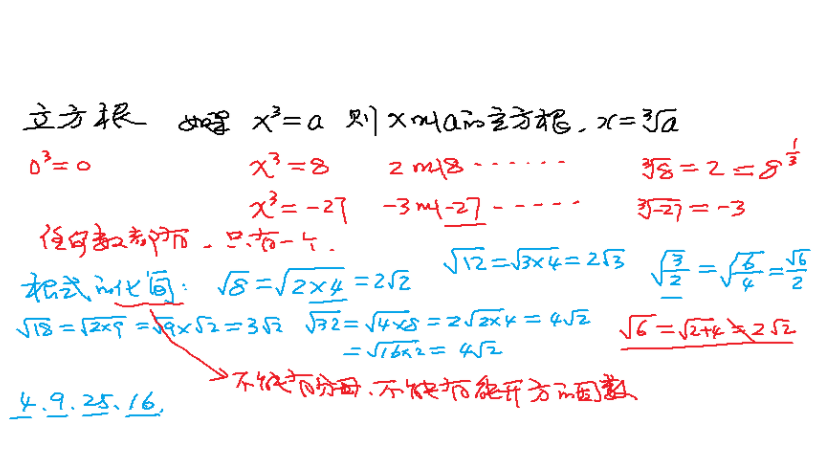 立方根 如果 x³=a 则 x叫a的立方根. x=∛a
0³=0 x³=8 2叫8······ ∛8=2=8^(1/3)
x³=-27 -3叫-27----- ∛-27=-3
任何数都有. 只有一个.
根式的化简: √8=√2×4=2√2 √12=√3×4=2√3 √(3/2)=√(6/4)=√6/2
√18=√2×9=√9×√2=3√2 √32=√4×8=2√2×4=4√2 √6=√2+4=2√2
=√16×2=4√2
不能有分母、不能有能开方的因数
4.9.25.16.